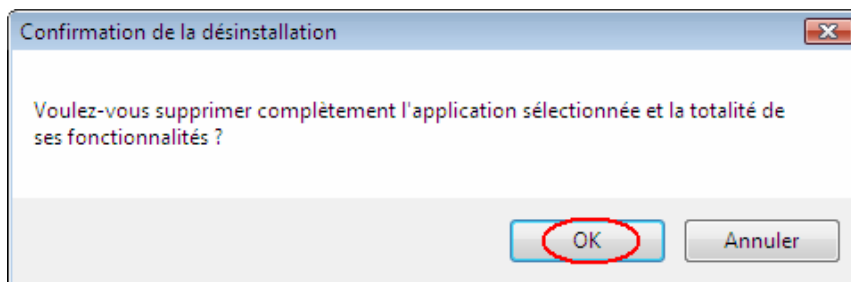 Confirmation de la désinstallation
Voulez-vous supprimer complètement l'application sélectionnée et la totalité de
ses fonctionnalités ?
OK
Annuler